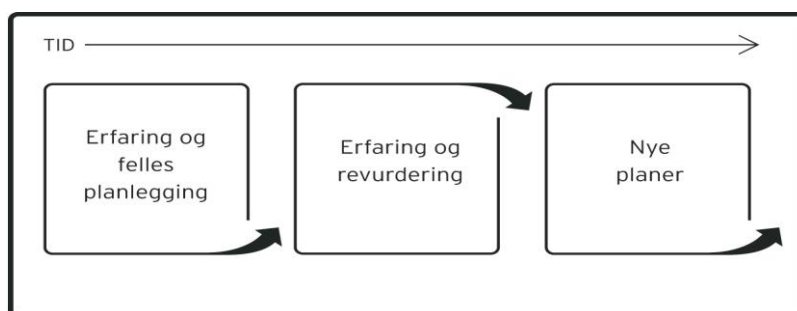 TID
Erfaring og
felles
planlegging
Erfaring og
revurdering
Nye
planer